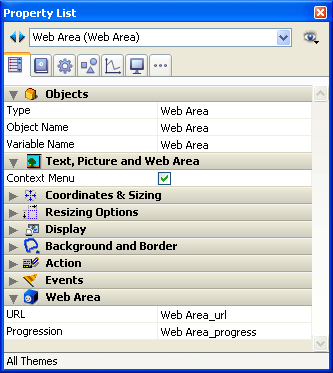 Property List
Web Area (Web Area)
Objects
Type Web Area
Object Name Web Area
Variable Name Web Area
Text, Picture and Web Area
Context Menu
Coordinates & Sizing
Resizing Options
Display
Background and Border
Action
Events
Web Area
URL Web Area_url
Progression Web Area_progress
All Themes